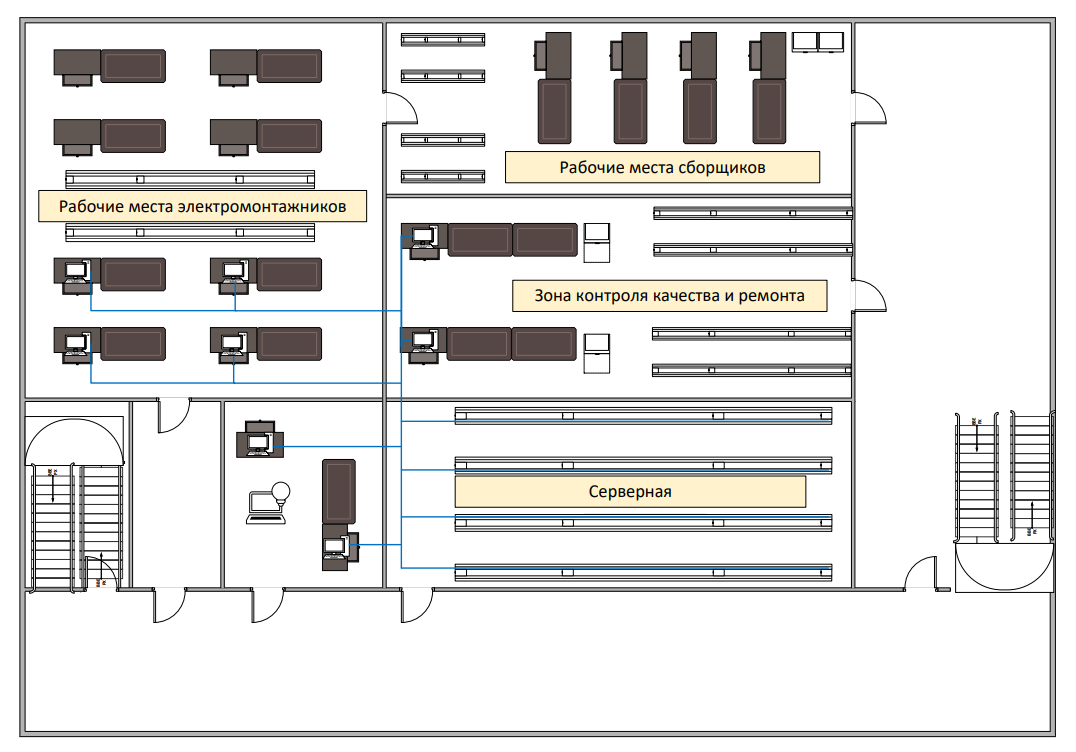 Рабочие места сборщиков
Рабочие места электромонтажников
Зона контроля качества и ремонта
Серверная